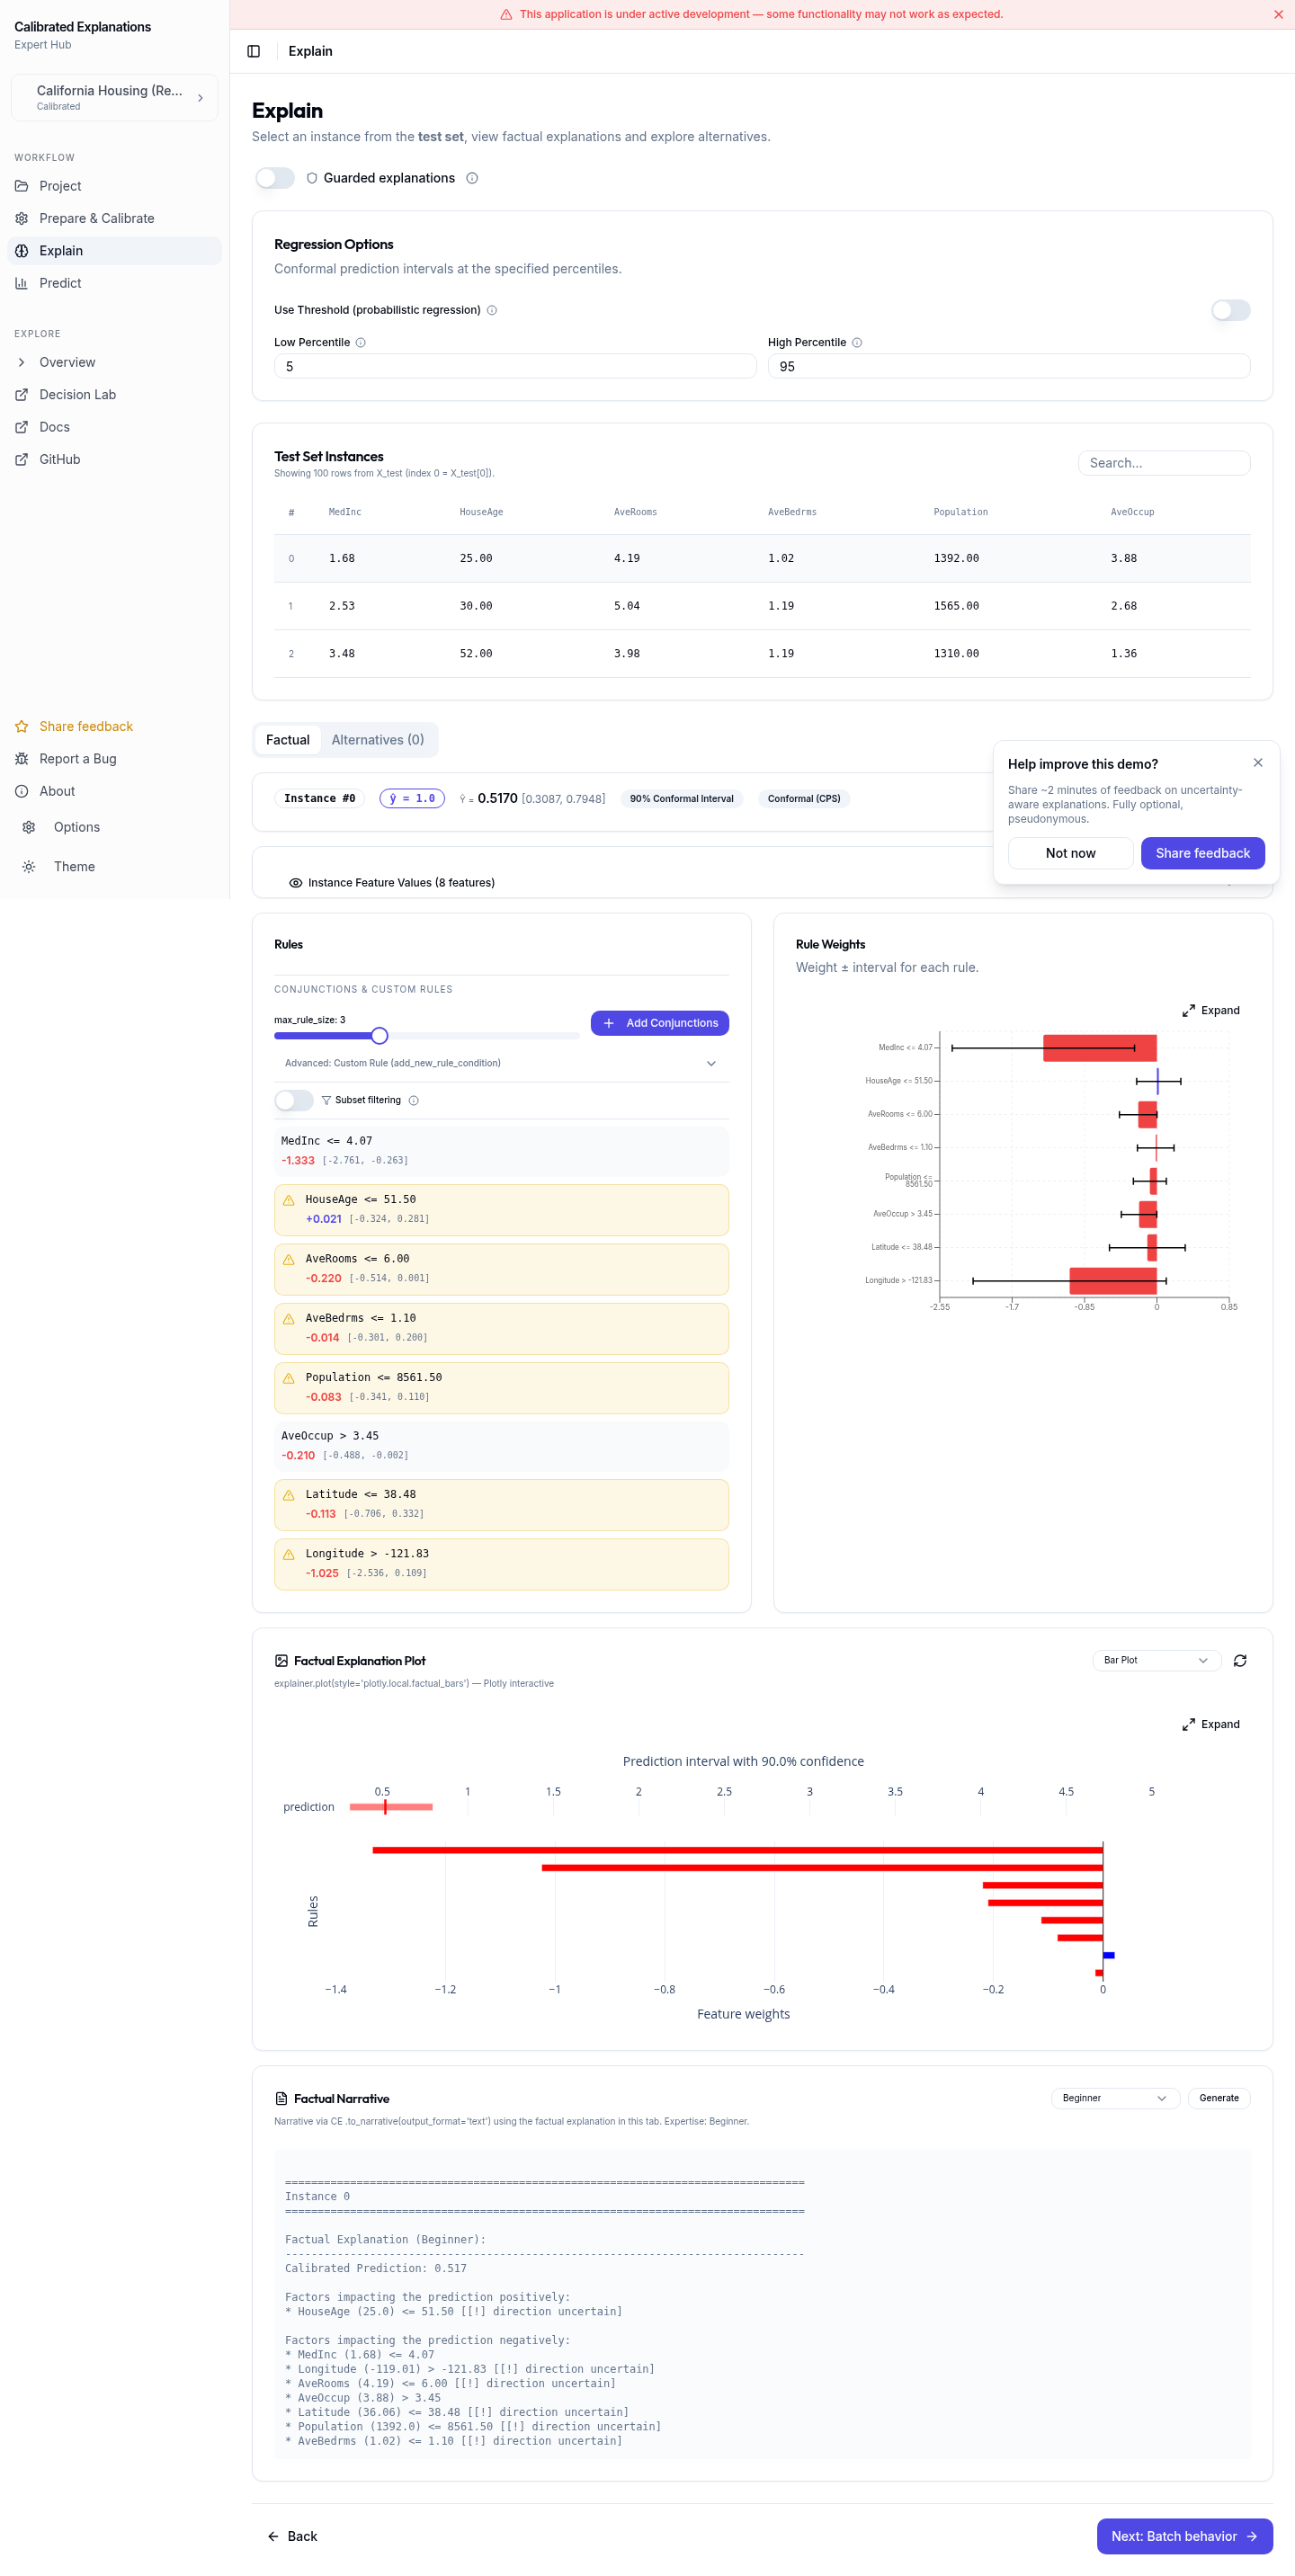 Calibrated Explanations
Expert Hub
California Housing (Re...
Calibrated
WORKFLOW
Project
Prepare & Calibrate
Explain
Predict
EXPLORE
Overview
Decision Lab
Docs
GitHub
Share feedback
Report a Bug
About
Options
Theme
This application is under active development — some functionality may not work as expected.
Explain
Explain
Select an instance from the test set, view factual explanations and explore alternatives.
Guarded explanations
Regression Options
Conformal prediction intervals at the specified percentiles.
Use Threshold (probabilistic regression)
Low Percentile High Percentile
5 95
Test Set Instances
Showing 100 rows from X_test (index 0 = X_test[0]).
Search...
# MedInc HouseAge AveRooms AveBedrms Population AveOccup
0 1.68 25.00 4.19 1.02 1392.00 3.88
1 2.53 30.00 5.04 1.19 1565.00 2.68
2 3.48 52.00 3.98 1.19 1310.00 1.36
Factual Alternatives (0)
Instance #0 ŷ = 1.0 Ŷ = 0.5170 [0.3087, 0.7948] 90% Conformal Interval Conformal (CPS)
Help improve this demo?
Share ~2 minutes of feedback on uncertainty-
aware explanations. Fully optional,
pseudonymous.
Not now Share feedback
Instance Feature Values (8 features)
Rules
CONJUNCTIONS & CUSTOM RULES
max_rule_size: 3
Add Conjunctions
Advanced: Custom Rule (add_new_rule_condition)
Subset filtering
MedInc <= 4.07
-1.333 [-2.761, -0.263]
HouseAge <= 51.50
+0.021 [-0.324, 0.281]
AveRooms <= 6.00
-0.220 [-0.514, 0.001]
AveBedrms <= 1.10
-0.014 [-0.301, 0.200]
Population <= 8561.50
-0.083 [-0.341, 0.110]
AveOccup > 3.45
-0.210 [-0.488, -0.002]
Latitude <= 38.48
-0.113 [-0.706, 0.332]
Longitude > -121.83
-1.025 [-2.536, 0.109]
Rule Weights
Weight ± interval for each rule.
Expand
MedInc <= 4.07
HouseAge <= 51.50
AveRooms <= 6.00
AveBedrms <= 1.10
Population <=
8561.50
AveOccup > 3.45
Latitude <= 38.48
Longitude > -121.83
-2.55 -1.7 -0.85 0 0.85
Factual Explanation Plot
Bar Plot
explainer.plot(style='plotly.local.factual_bars') — Plotly interactive
Expand
Prediction interval with 90.0% confidence
0.5 1 1.5 2 2.5 3 3.5 4 4.5 5
prediction
Rules
−1.4 −1.2 −1 −0.8 −0.6 −0.4 −0.2 0
Feature weights
Factual Narrative
Beginner Generate
Narrative via CE .to_narrative(output_format='text') using the factual explanation in this tab. Expertise: Beginner.
================================================================================
Instance 0
================================================================================
Factual Explanation (Beginner):
--------------------------------------------------------------------------------
Calibrated Prediction: 0.517
Factors impacting the prediction positively:
* HouseAge (25.0) <= 51.50 [[!] direction uncertain]
Factors impacting the prediction negatively:
* MedInc (1.68) <= 4.07
* Longitude (-119.01) > -121.83 [[!] direction uncertain]
* AveRooms (4.19) <= 6.00 [[!] direction uncertain]
* AveOccup (3.88) > 3.45
* Latitude (36.06) <= 38.48 [[!] direction uncertain]
* Population (1392.0) <= 8561.50 [[!] direction uncertain]
* AveBedrms (1.02) <= 1.10 [[!] direction uncertain]
Back
Next: Batch behavior